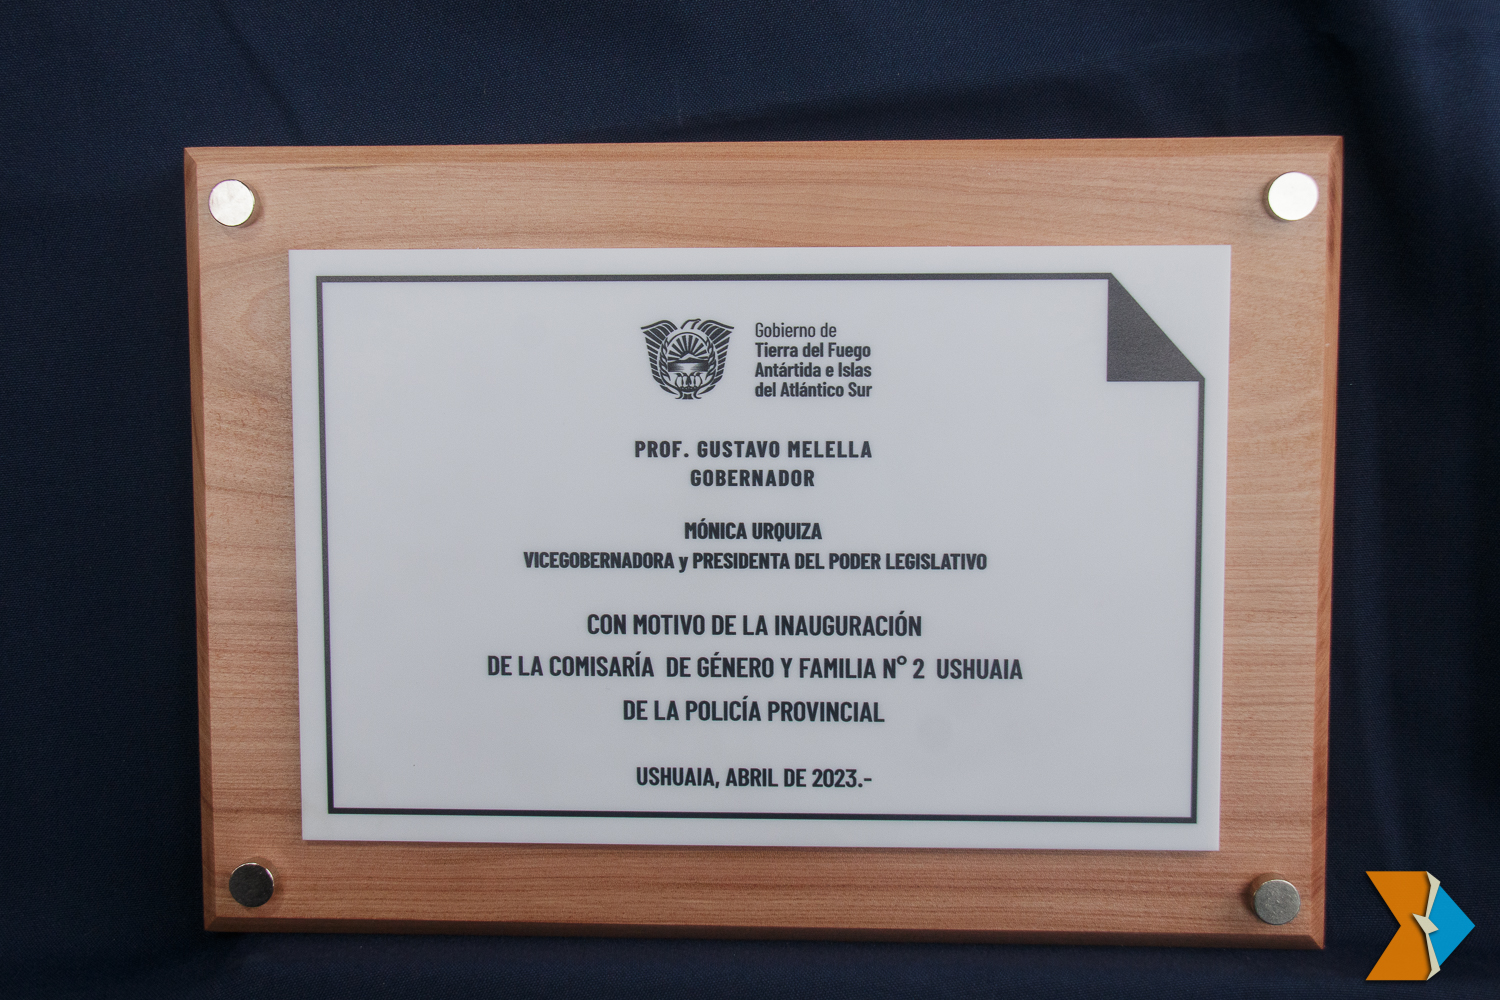 Gobierno de
Tierra del Fuego
Antártida e Islas
del Atlántico Sur
PROF. GUSTAVO MELELLA
GOBERNADOR
MÓNICA URQUIZA
VICEGOBERNADORA y PRESIDENTA DEL PODER LEGISLATIVO
CON MOTIVO DE LA INAUGURACIÓN
DE LA COMISARÍA DE GÉNERO Y FAMILIA N° 2 USHUAIA
DE LA POLICÍA PROVINCIAL
USHUAIA, ABRIL DE 2023.-